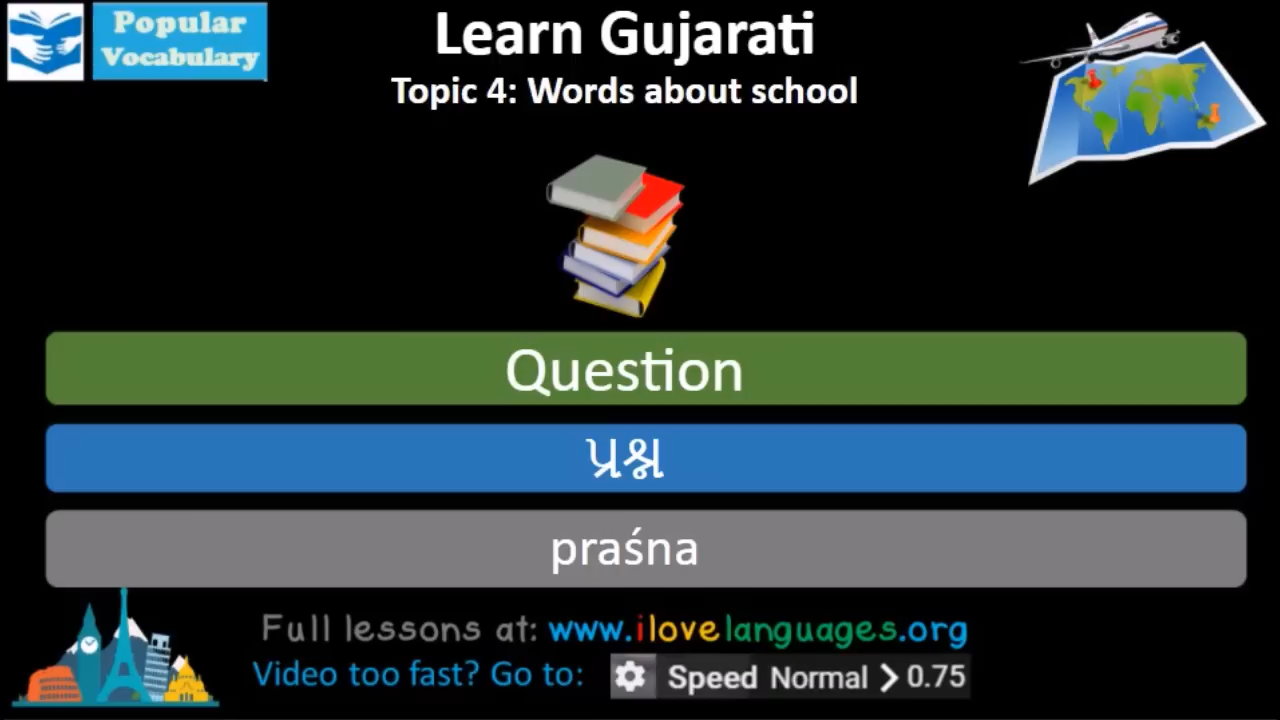 Popular
Vocabulary
Learn Gujarati
Topic 4: Words about school
Question
પ્રશ્ન
praśna
Full lessons at: www.ilovelanguages.org
Video too fast? Go to: Speed Normal > 0.75